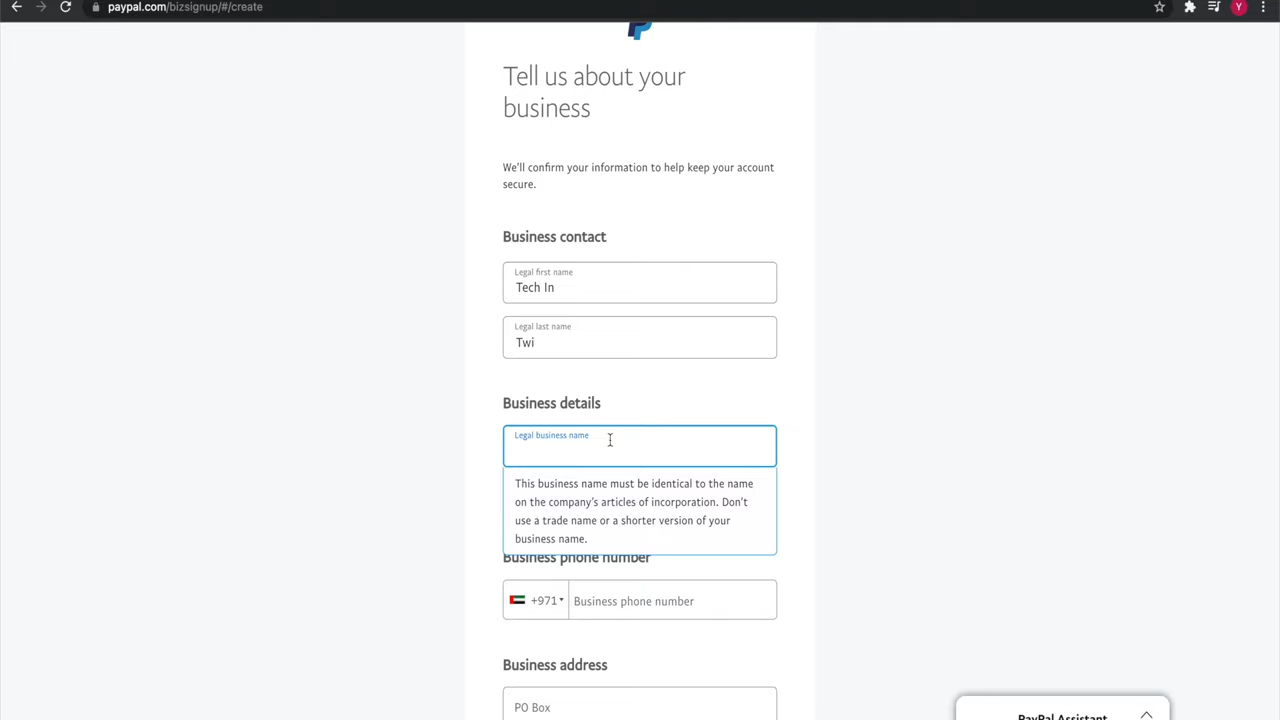 paypal.com/bizsignup/#/create
Y
Tell us about your
business
We'll confirm your information to help keep your account
secure.
Business contact
Legal first name
Tech In
Legal last name
Twi
Business details
Legal business name
This business name must be identical to the name
on the company's articles of incorporation. Don't
use a trade name or a shorter version of your
business name.
Business phone number
+971
Business phone number
Business address
PO Box
PayPal Assistant